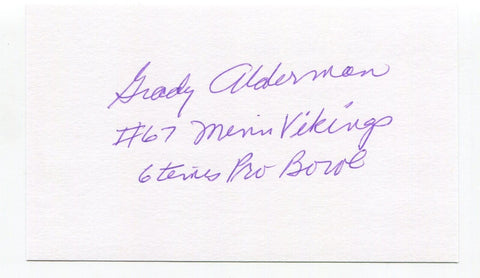 Grady Alderman
#67 Minn Vikings
6 times Pro Bowl